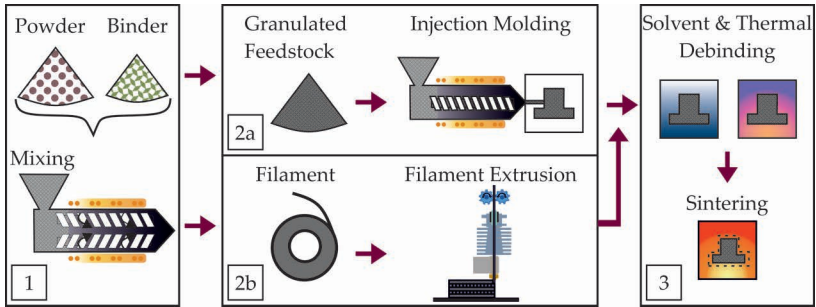 Powder Binder
Mixing
1
Granulated
Feedstock
Injection Molding
2a
Filament
Filament Extrusion
2b
Solvent & Thermal
Debinding
Sintering
3